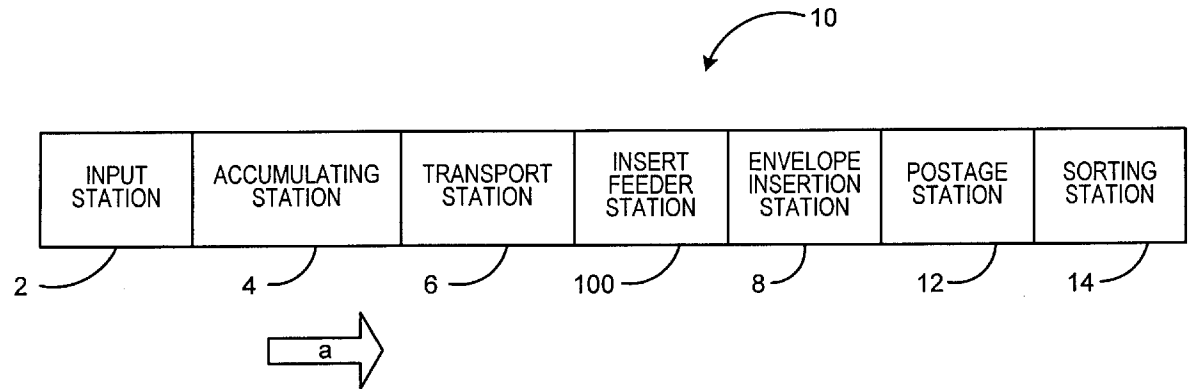 10
INPUT
STATION
ACCUMULATING
STATION
TRANSPORT
STATION
INSERT
FEEDER
STATION
ENVELOPE
INSERTION
STATION
POSTAGE
STATION
SORTING
STATION
2
4
6
100
8
12
14
a